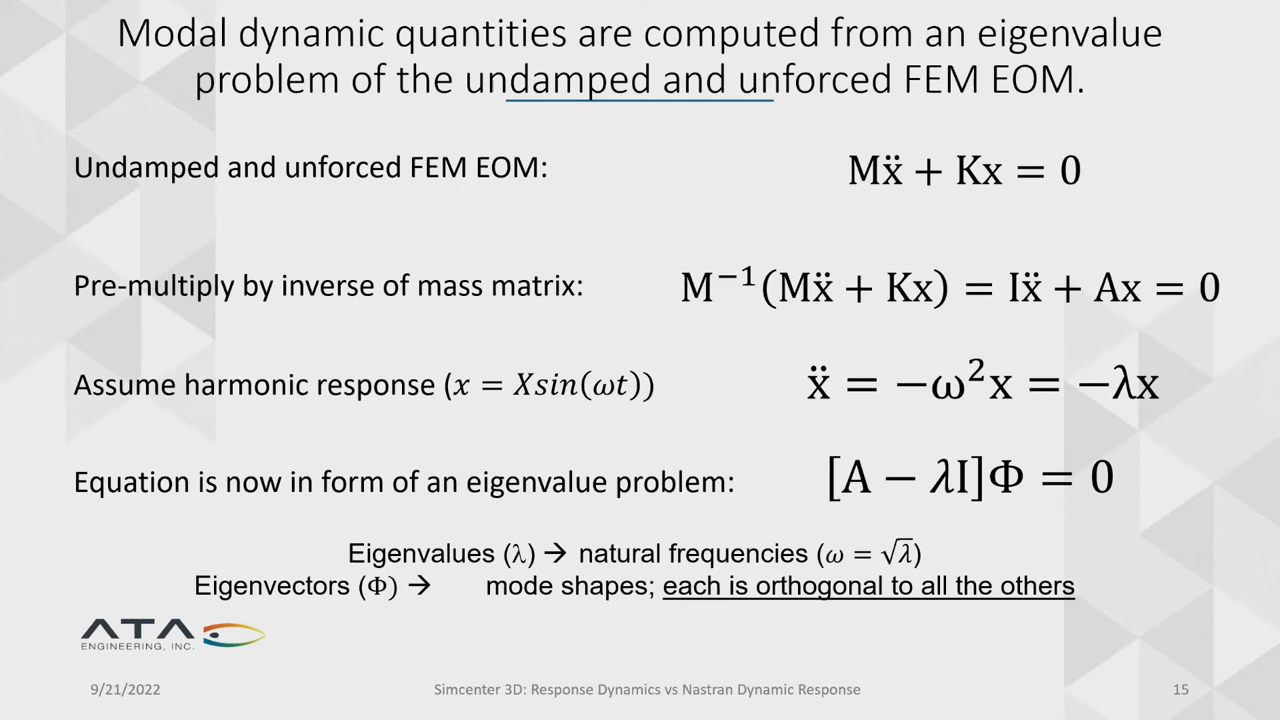 Modal dynamic quantities are computed from an eigenvalue
problem of the undamped and unforced FEM EOM.
Undamped and unforced FEM EOM: Mẍ + Kx = 0
Pre-multiply by inverse of mass matrix: M⁻¹(Mẍ + Kx) = Iẍ + Ax = 0
Assume harmonic response (x = Xsin(ωt)) ẍ = −ω²x = −λx
Equation is now in form of an eigenvalue problem: [A − λI]Φ = 0
Eigenvalues (λ) → natural frequencies (ω = √λ)
Eigenvectors (Φ) → mode shapes; each is orthogonal to all the others
ATA
ENGINEERING, INC.
9/21/2022 Simcenter 3D: Response Dynamics vs Nastran Dynamic Response 15